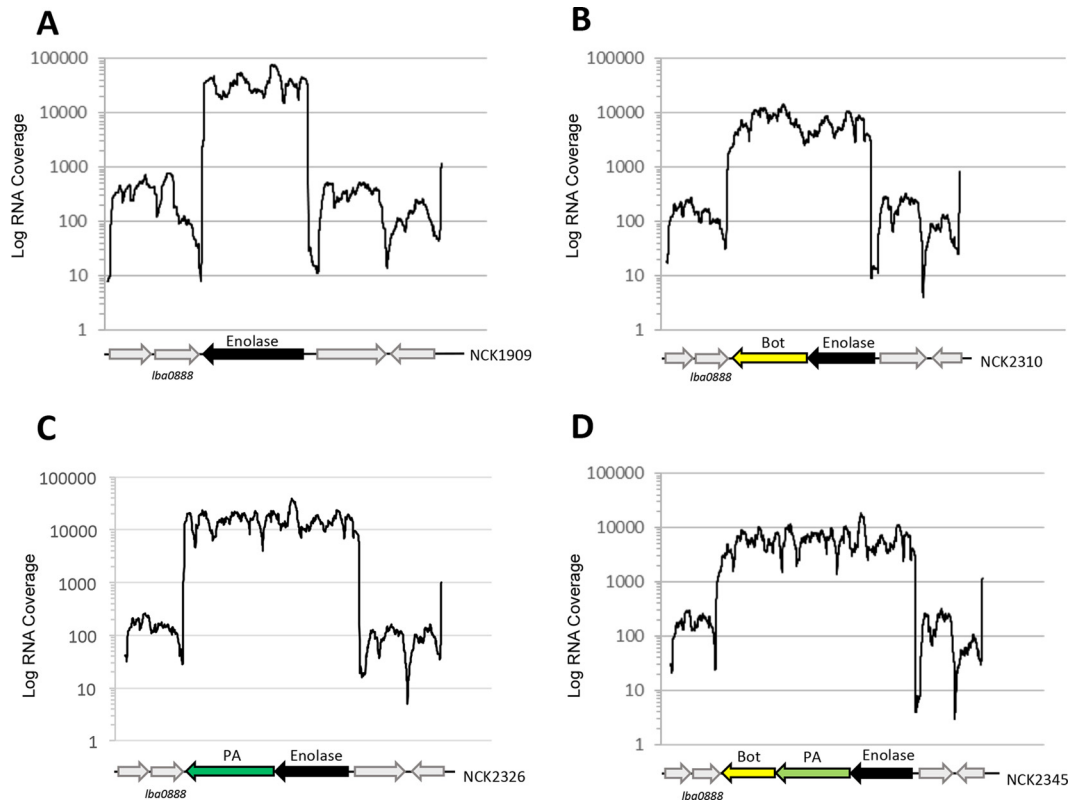 A
100000
10000
1000
100
10
1
Log RNA Coverage
Enolase
lba0888
NCK1909
B
100000
10000
1000
100
10
1
Log RNA Coverage
Bot
Enolase
lba0888
NCK2310
C
100000
10000
1000
100
10
1
Log RNA Coverage
PA
Enolase
lba0888
NCK2326
D
100000
10000
1000
100
10
1
Log RNA Coverage
Bot
PA
Enolase
lba0888
NCK2345